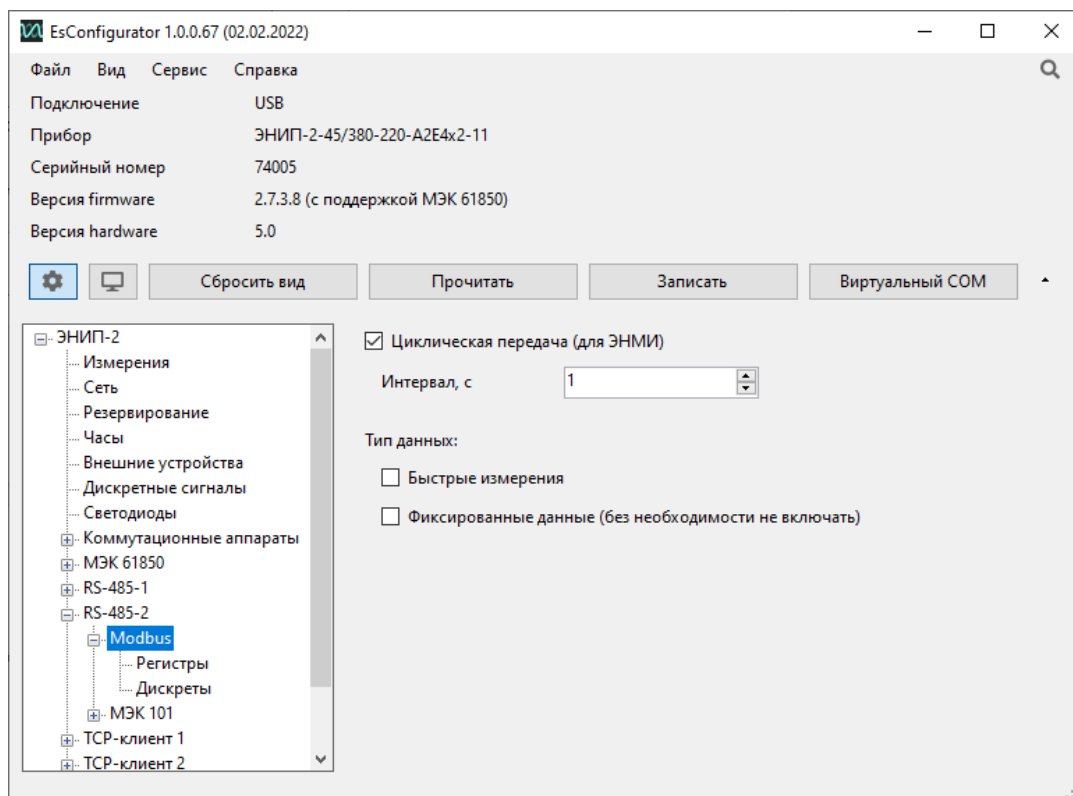 EsConfigurator 1.0.0.67 (02.02.2022)
Файл Вид Сервис Справка
Подключение USB
Прибор ЭНИП-2-45/380-220-A2E4x2-11
Серийный номер 74005
Версия firmware 2.7.3.8 (с поддержкой МЭК 61850)
Версия hardware 5.0
Сбросить вид Прочитать Записать Виртуальный COM
ЭНИП-2
Измерения
Сеть
Резервирование
Часы
Внешние устройства
Дискретные сигналы
Светодиоды
Коммутационные аппараты
МЭК 61850
RS-485-1
RS-485-2
Modbus
Регистры
Дискреты
МЭК 101
TCP-клиент 1
TCP-клиент 2
Циклическая передача (для ЭНМИ)
Интервал, с 1
Тип данных:
Быстрые измерения
Фиксированные данные (без необходимости не включать)